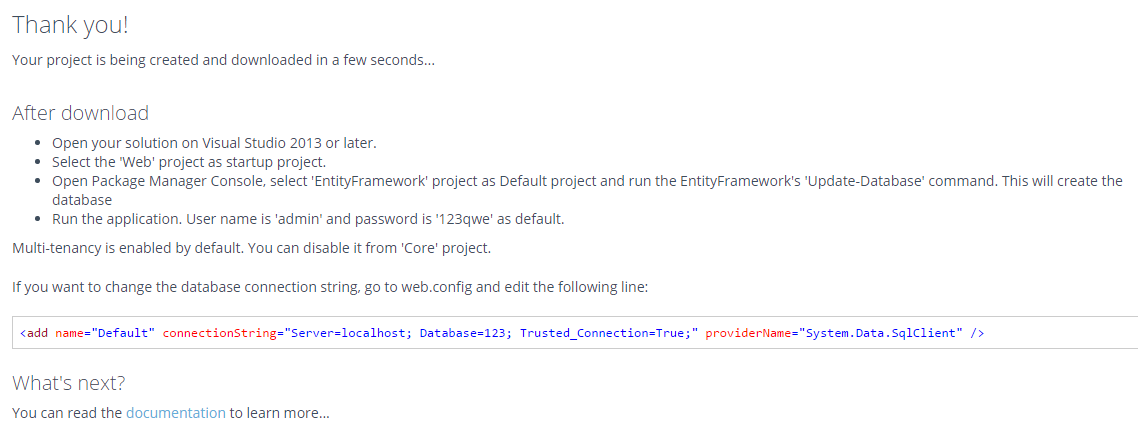 Thank you!
Your project is being created and downloaded in a few seconds...
After download
• Open your solution on Visual Studio 2013 or later.
• Select the 'Web' project as startup project.
• Open Package Manager Console, select 'EntityFramework' project as Default project and run the EntityFramework's 'Update-Database' command. This will create the
database
• Run the application. User name is 'admin' and password is '123qwe' as default.
Multi-tenancy is enabled by default. You can disable it from 'Core' project.
If you want to change the database connection string, go to web.config and edit the following line:
<add name="Default" connectionString="Server=localhost; Database=123; Trusted_Connection=True;" providerName="System.Data.SqlClient" />
What's next?
You can read the documentation to learn more...